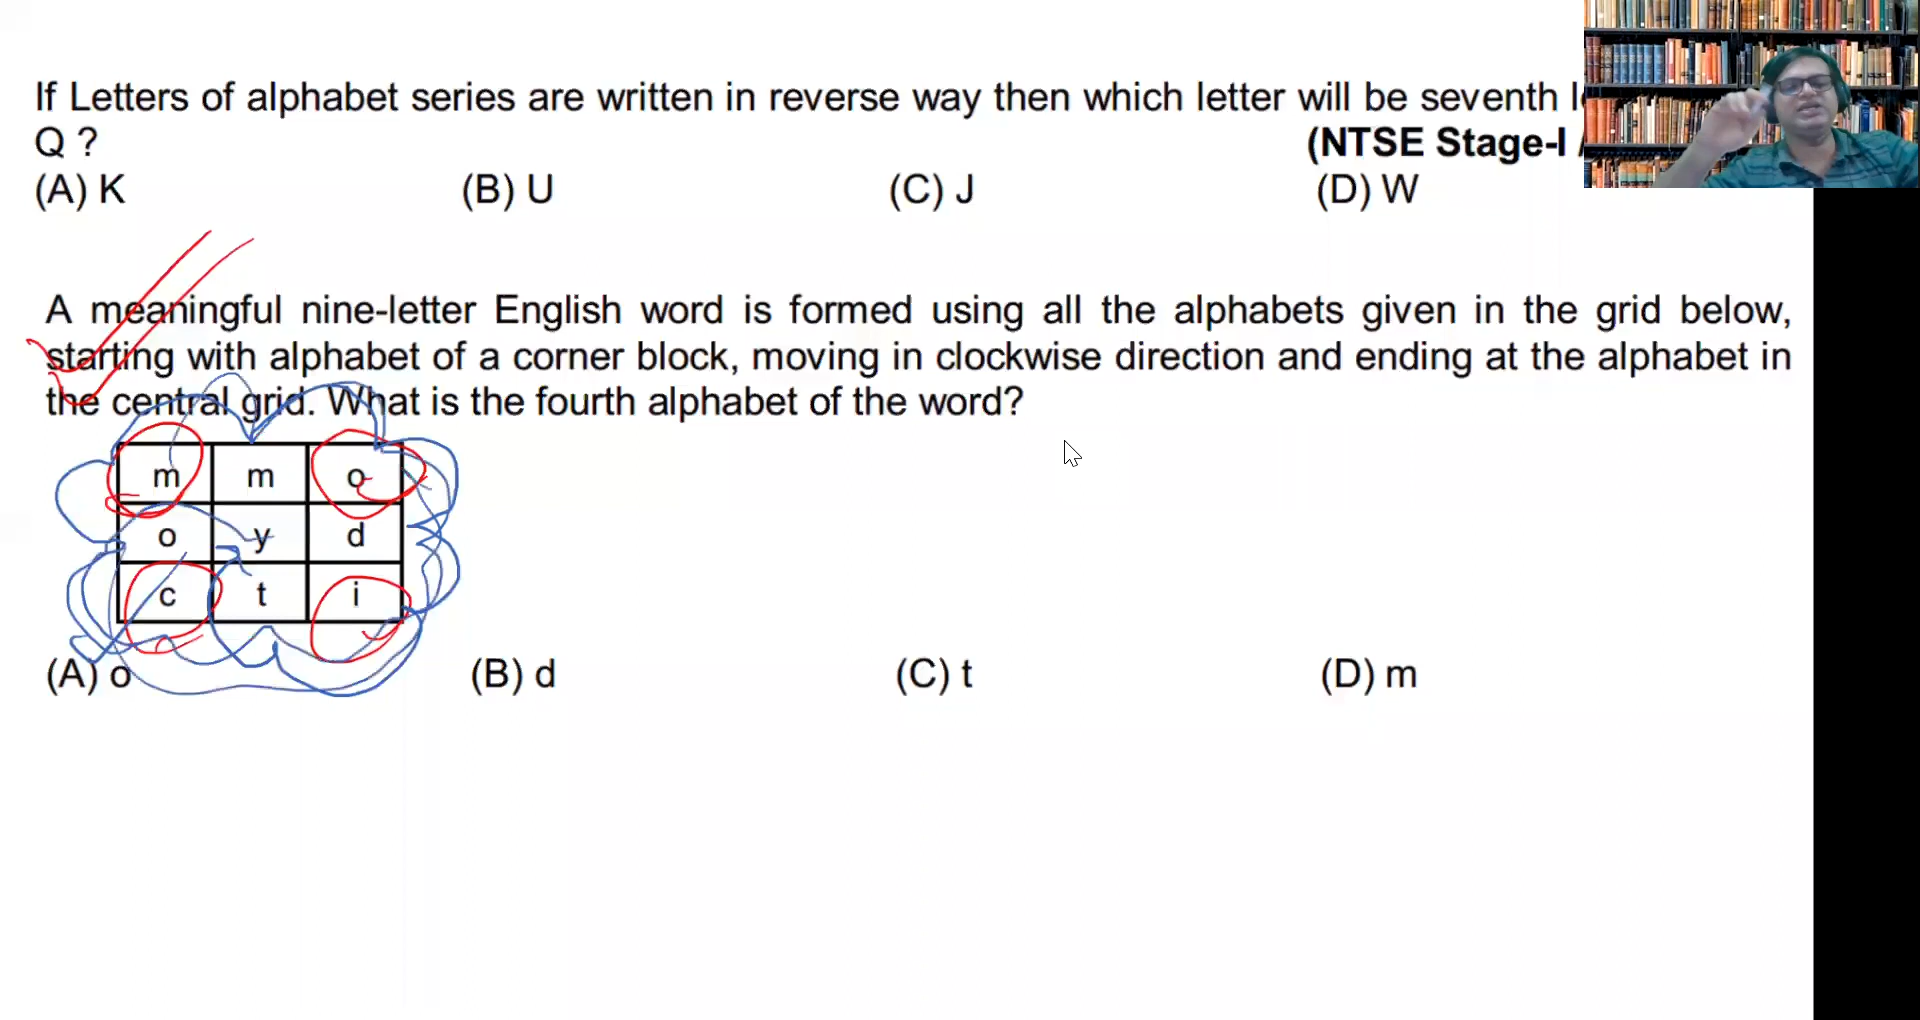 If Letters of alphabet series are written in reverse way then which letter will be seventh
Q ?
(NTSE Stage-I
(A) K (B) U (C) J (D) W
A meaningful nine-letter English word is formed using all the alphabets given in the grid below,
starting with alphabet of a corner block, moving in clockwise direction and ending at the alphabet in
the central grid. What is the fourth alphabet of the word?
m m o
o y d
c t i
(A) o (B) d (C) t (D) m